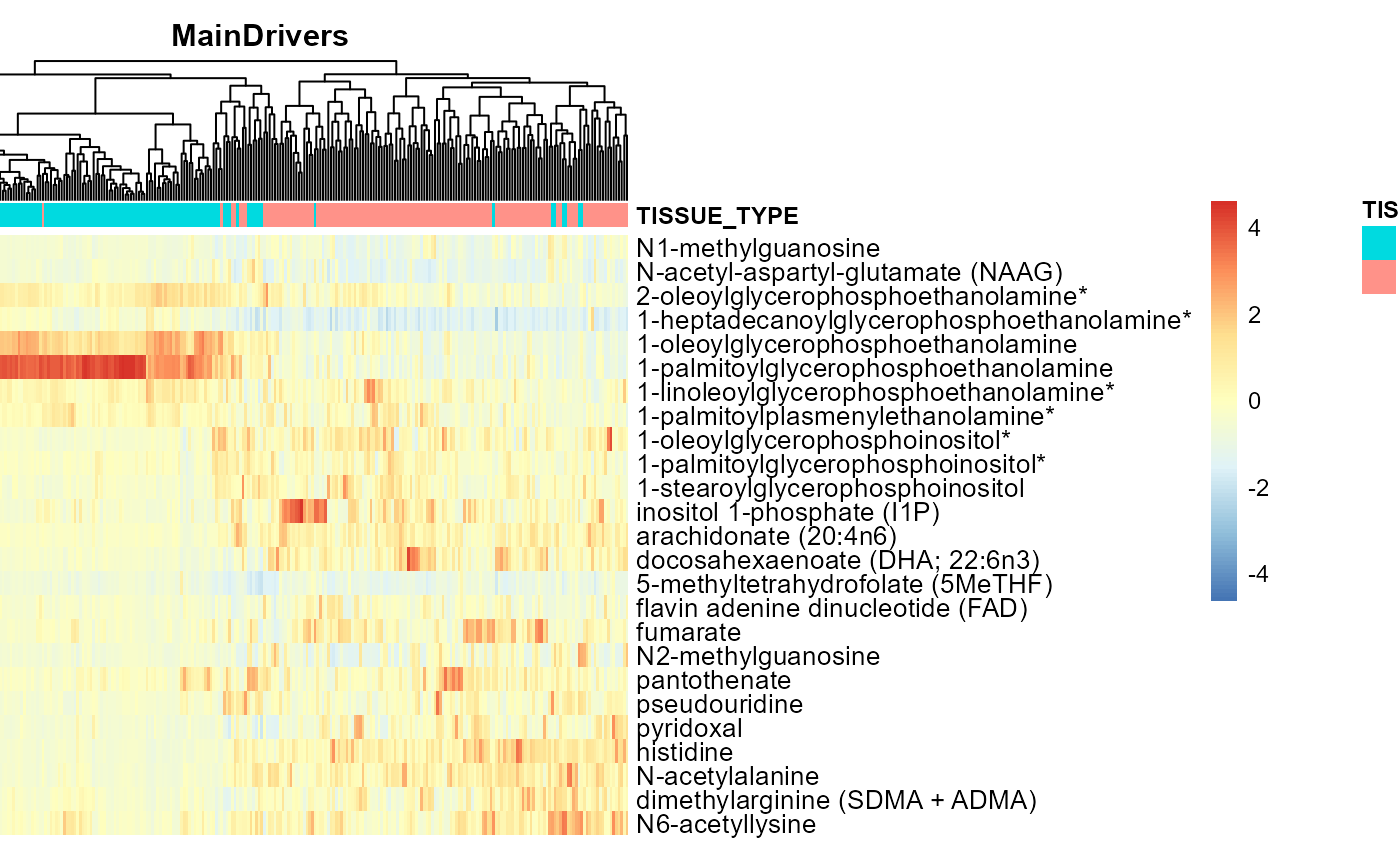 MainDrivers
TISSUE_TYPE
TIS
N1-methylguanosine
N-acetyl-aspartyl-glutamate (NAAG)
2-oleoylglycerophosphoethanolamine*
1-heptadecanoylglycerophosphoethanolamine*
1-oleoylglycerophosphoethanolamine
1-palmitoylglycerophosphoethanolamine
1-linoleoylglycerophosphoethanolamine*
1-palmitoylplasmenylethanolamine*
1-oleoylglycerophosphoinositol*
1-palmitoylglycerophosphoinositol*
1-stearoylglycerophosphoinositol
inositol 1-phosphate (I1P)
arachidonate (20:4n6)
docosahexaenoate (DHA; 22:6n3)
5-methyltetrahydrofolate (5MeTHF)
flavin adenine dinucleotide (FAD)
fumarate
N2-methylguanosine
pantothenate
pseudouridine
pyridoxal
histidine
N-acetylalanine
dimethylarginine (SDMA + ADMA)
N6-acetyllysine
4
2
0
-2
-4